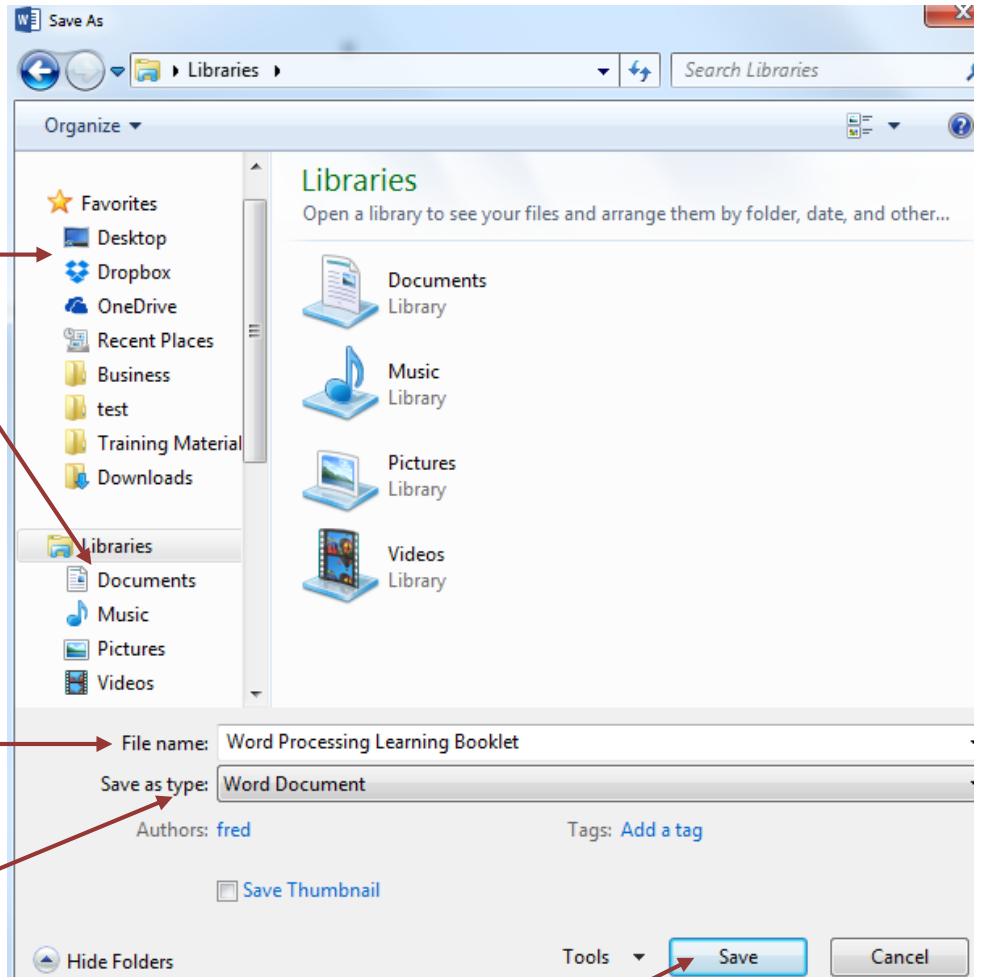 Save As
Libraries
Search Libraries
Organize
Favorites
Desktop
Dropbox
OneDrive
Recent Places
Business
test
Training Material
Downloads
Libraries
Documents
Music
Pictures
Videos
Libraries
Open a library to see your files and arrange them by folder, date, and other...
Documents
Library
Music
Library
Pictures
Library
Videos
Library
File name: Word Processing Learning Booklet
Save as type: Word Document
Authors: fred Tags: Add a tag
Save Thumbnail
Hide Folders Tools Save Cancel